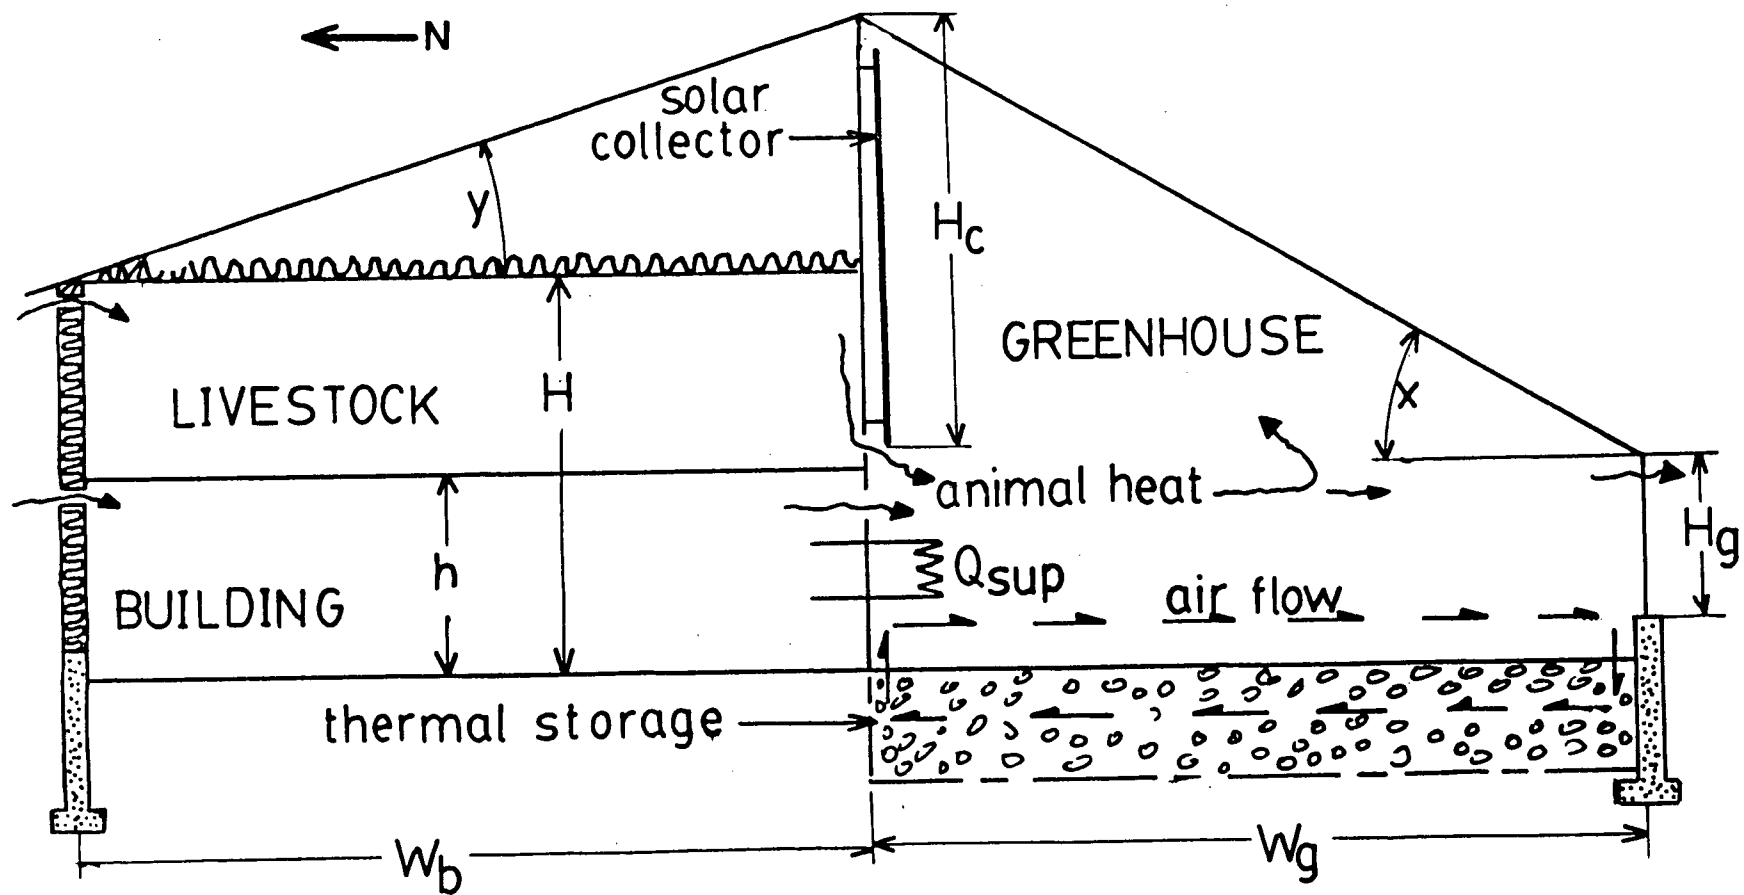 N
solar
collector
y
Hc
GREENHOUSE
x
LIVESTOCK
H
animal heat
Hg
h
Qsup
BUILDING
air flow
thermal storage
Wb
Wg